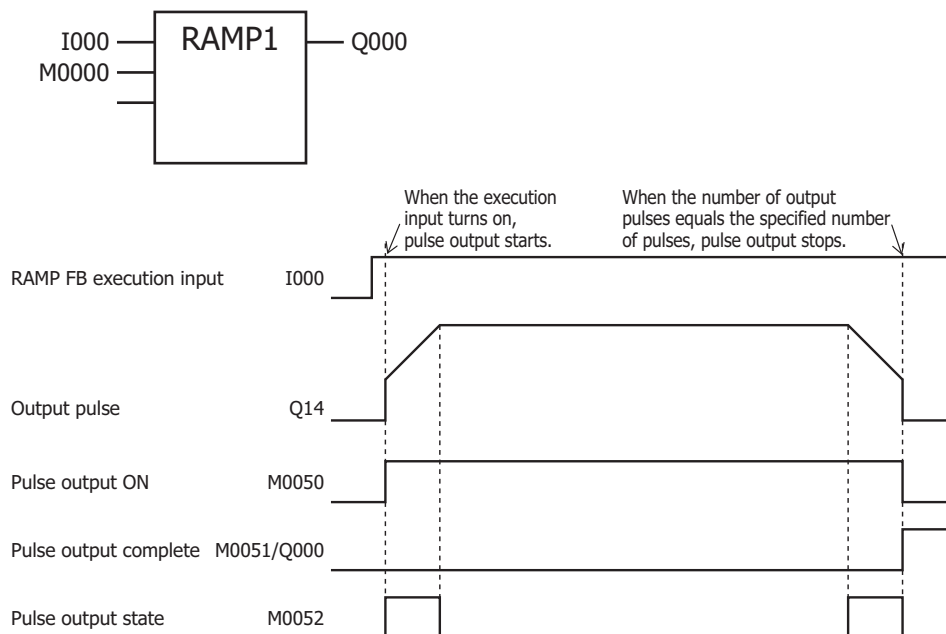 I000
RAMP1
Q000
M0000
When the execution
input turns on,
pulse output starts.
When the number of output
pulses equals the specified number
of pulses, pulse output stops.
RAMP FB execution input I000
Output pulse Q14
Pulse output ON M0050
Pulse output complete M0051/Q000
Pulse output state M0052